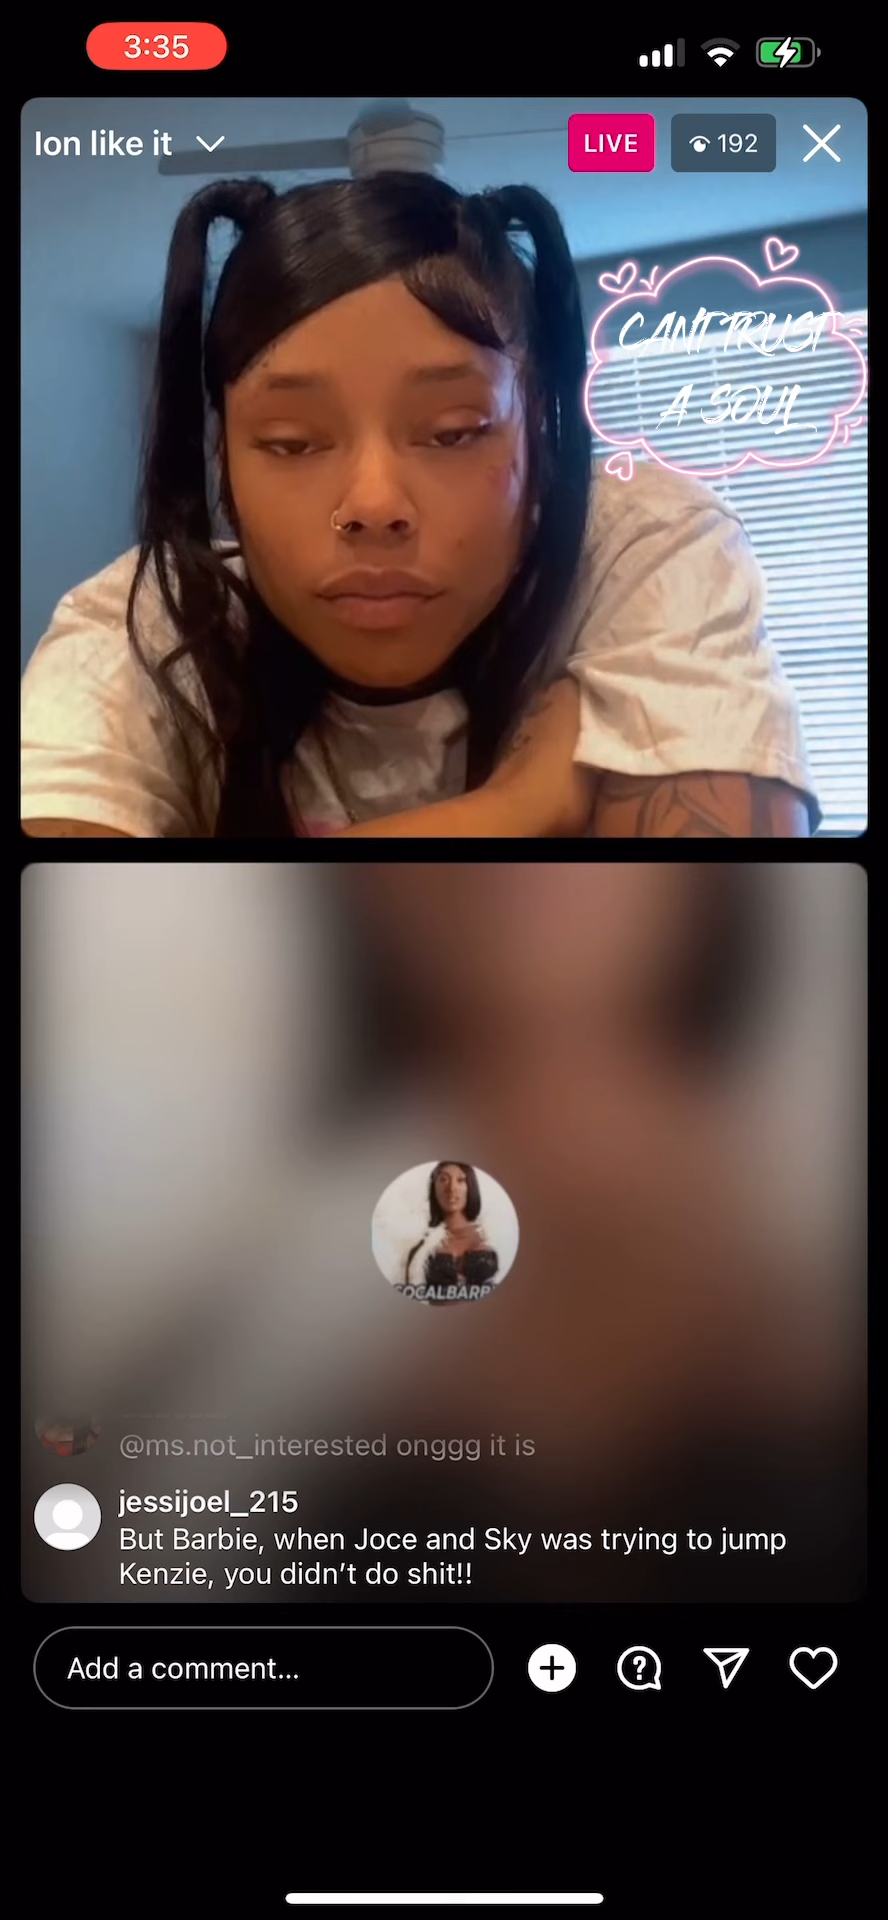 3:35
Ion like it
LIVE
192
CANT TRUST
A SOUL
@ms.not_interested onggg it is
jessijoel_215
But Barbie, when Joce and Sky was trying to jump
Kenzie, you didn’t do shit!!
Add a comment...